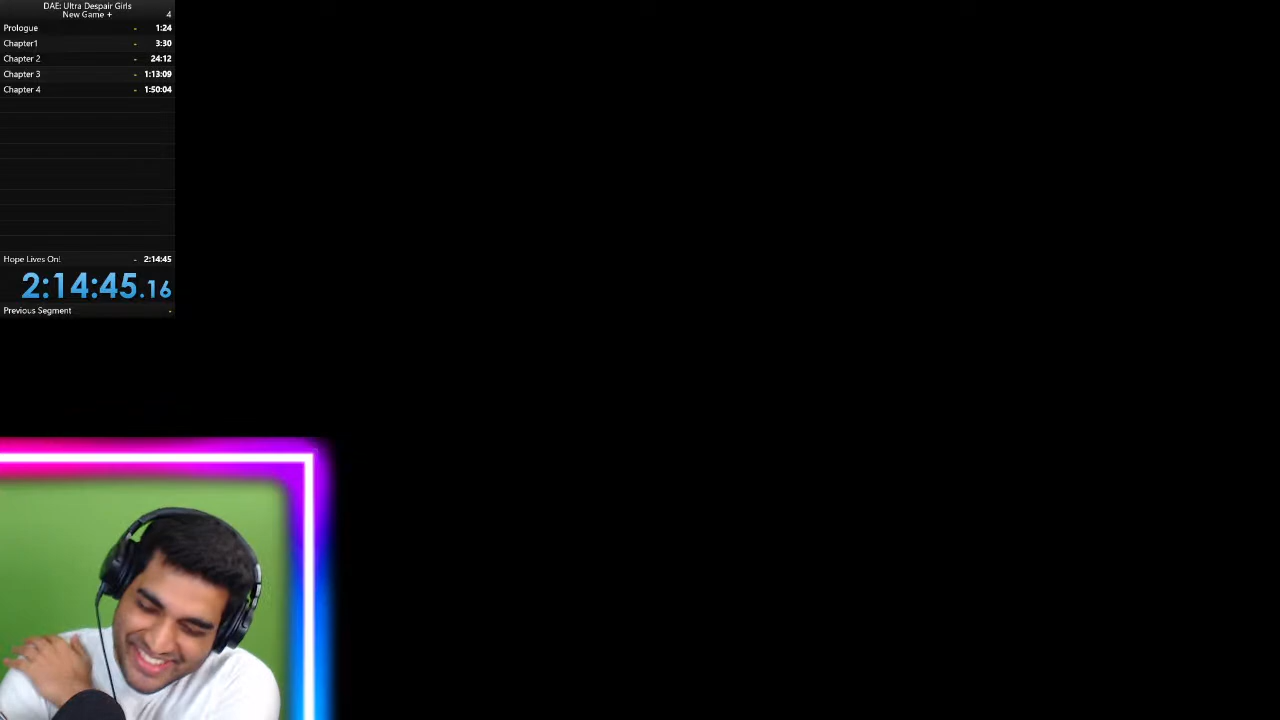 DAE: Ultra Despair Girls
New Game + 4
Prologue - 1:24
Chapter1 - 3:30
Chapter 2 - 24:12
Chapter 3 - 1:13:09
Chapter 4 - 1:50:04
Hope Lives On! - 2:14:45
2:14:45.16
Previous Segment -